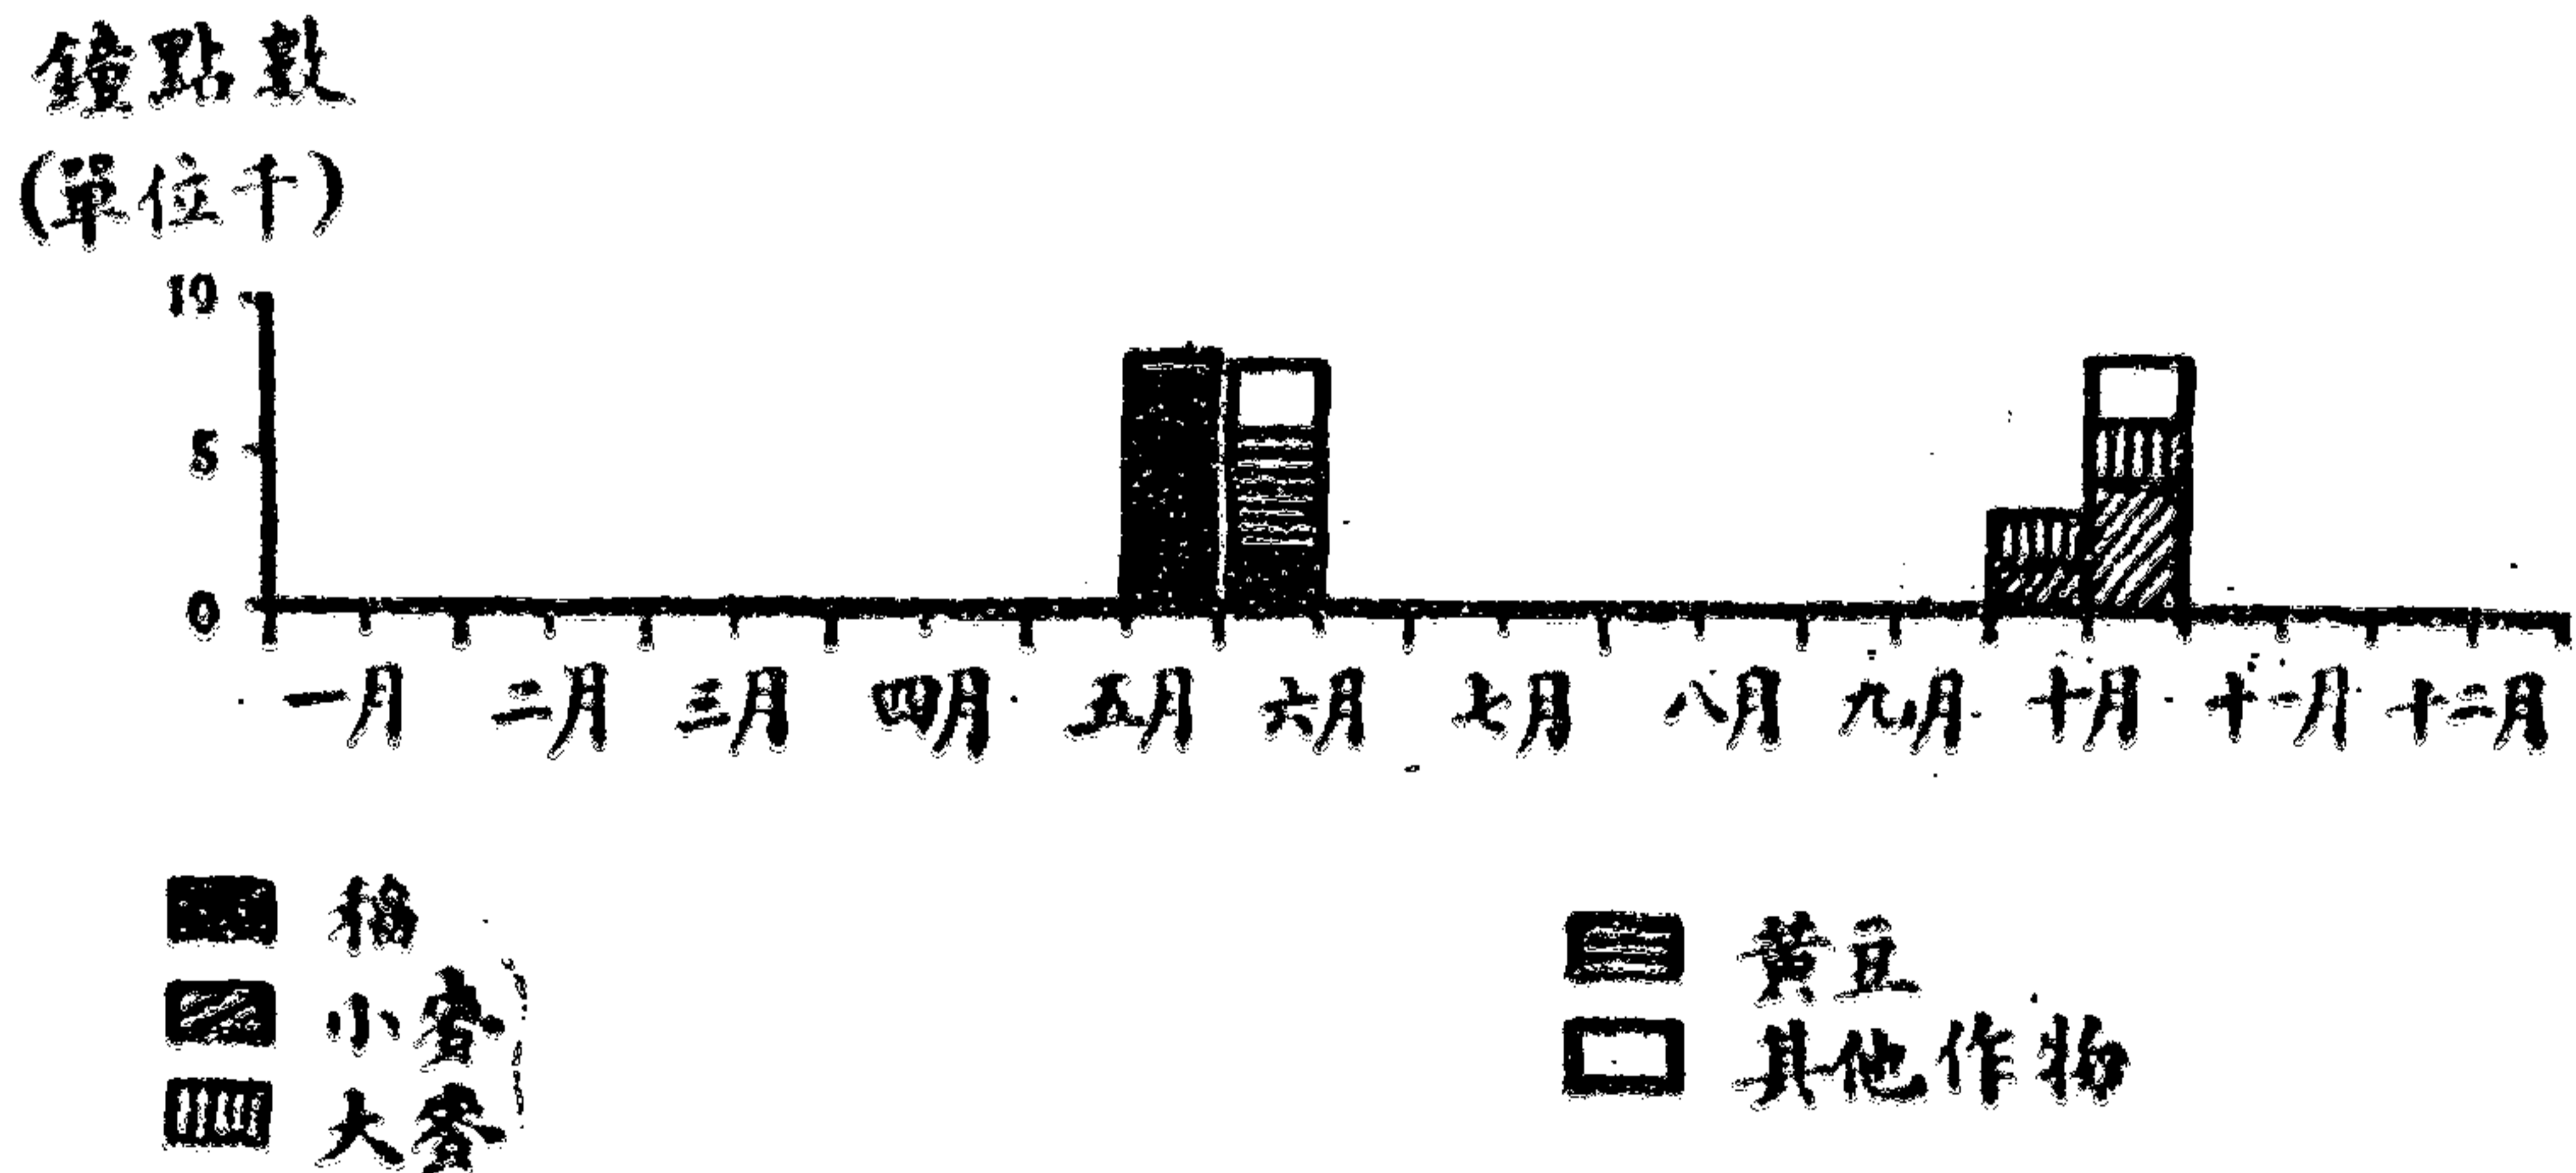 鐘點數
(單位千)
10
5
0
一月 二月 三月 四月 五月 六月 七月 八月 九月 十月 十一月 十二月
稻
小麥
大麥
黃豆
其他作物